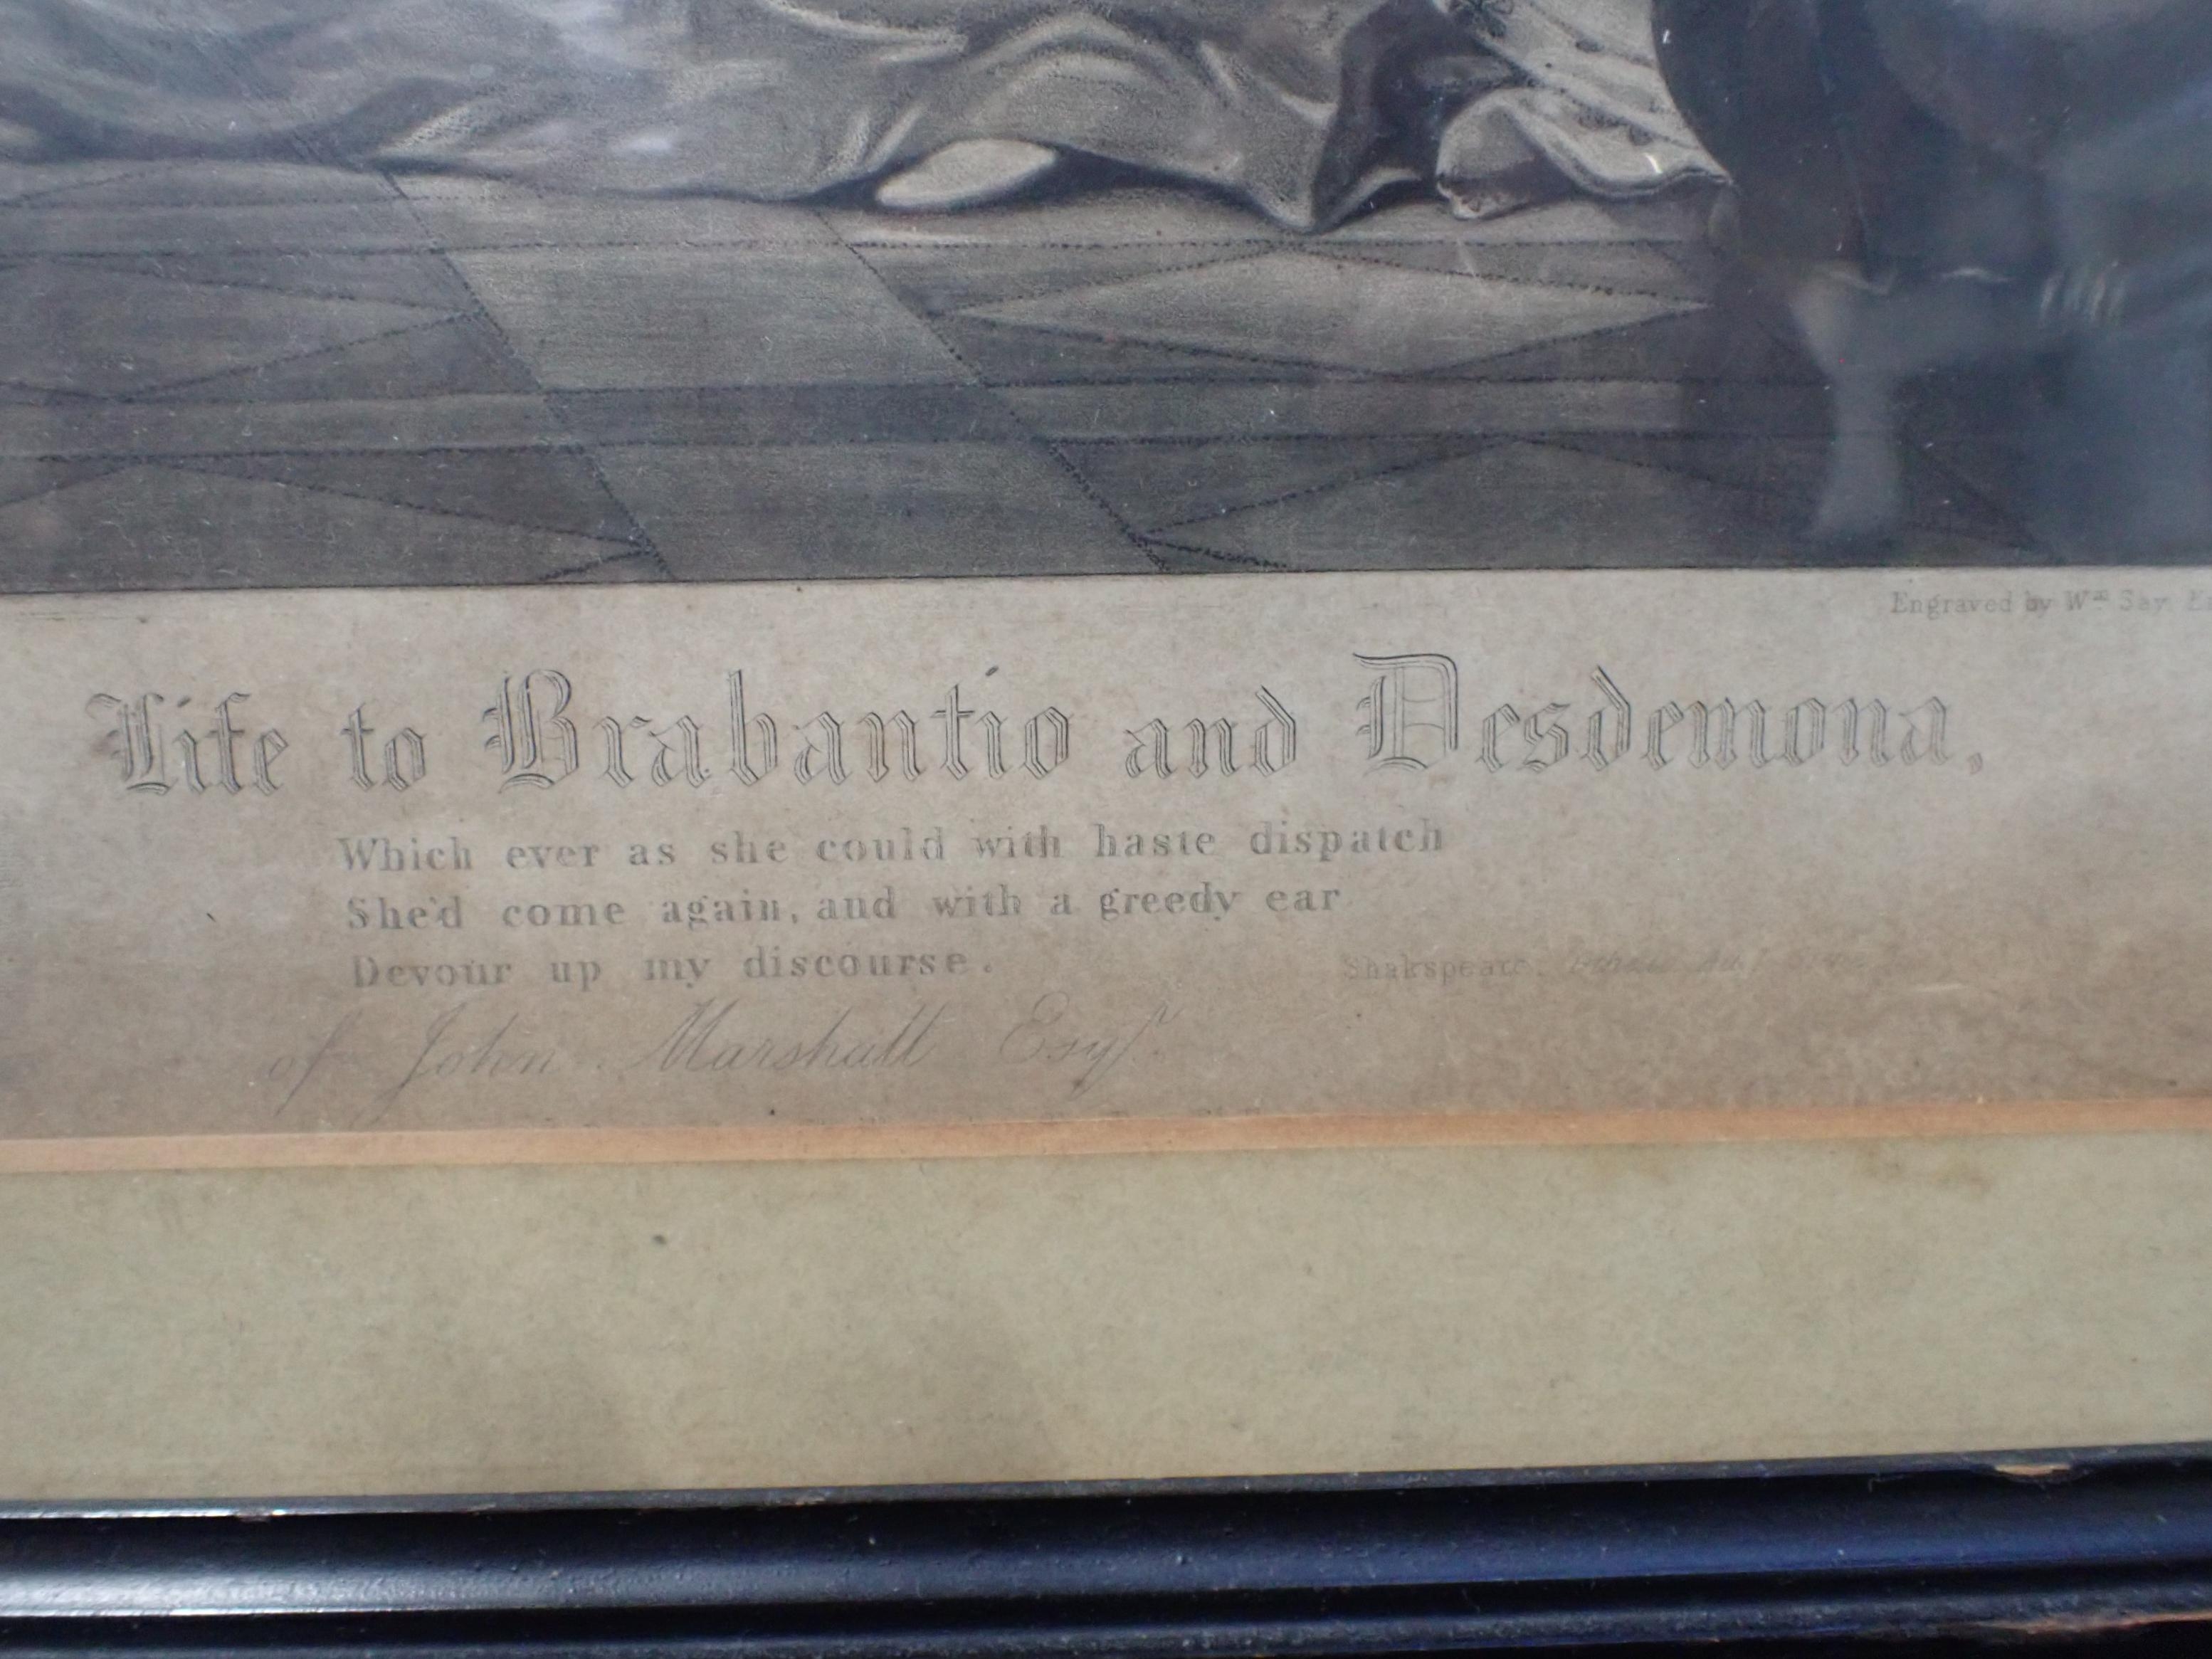 Engraved by Wm Say
Life to Brabantio and Desdemona,
Which ever as she could with haste dispatch
She'd come again, and with a greedy ear
Devour up my discourse.
Shakspeare.
of John Marshall Esqr.